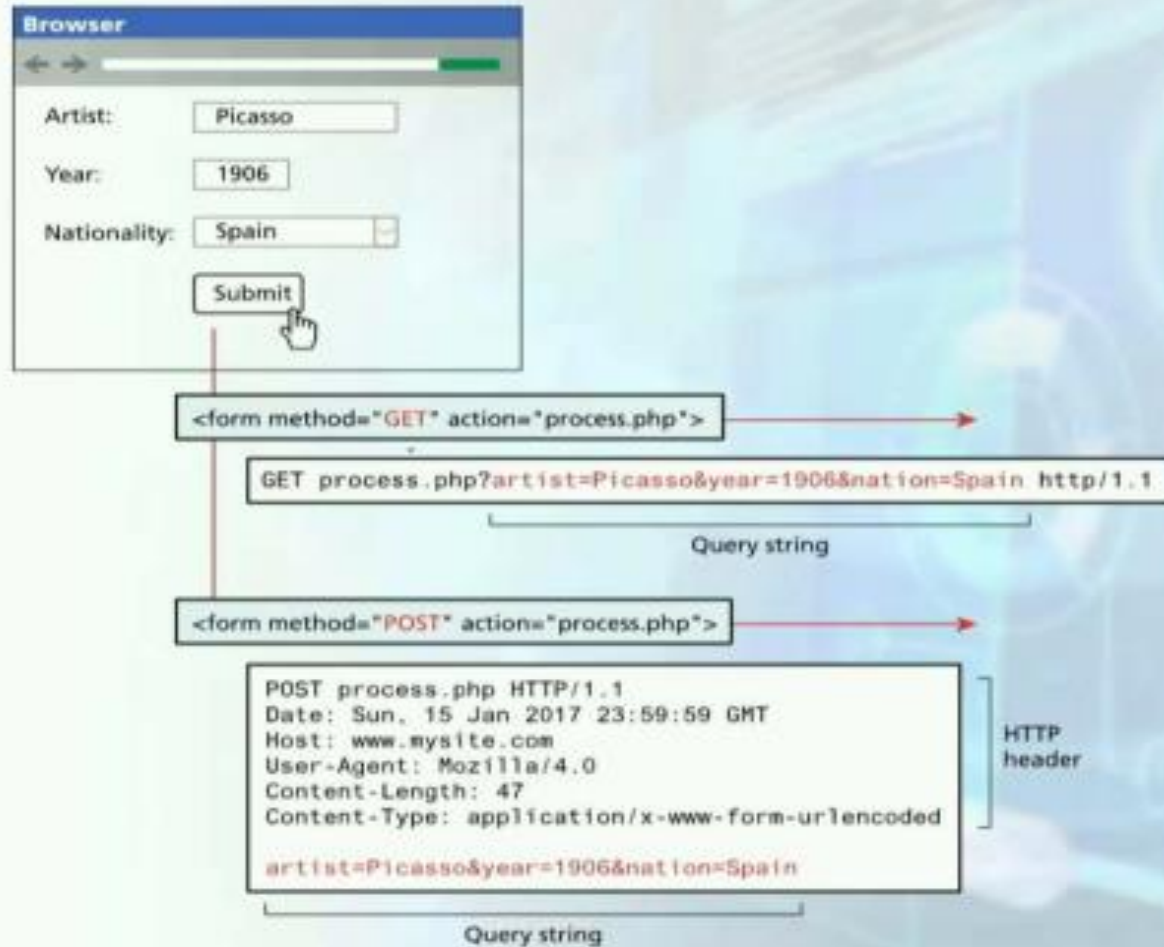 Browser
Artist: Picasso
Year: 1906
Nationality: Spain
Submit
<form method="GET" action="process.php">
GET process.php?artist=Picasso&year=1906&nation=Spain http/1.1
Query string
<form method="POST" action="process.php">
POST process.php HTTP/1.1
Date: Sun, 15 Jan 2017 23:59:59 GMT
Host: www.mysite.com
User-Agent: Mozilla/4.0
Content-Length: 47
Content-Type: application/x-www-form-urlencoded
HTTP
header
artist=Picasso&year=1906&nation=Spain
Query string